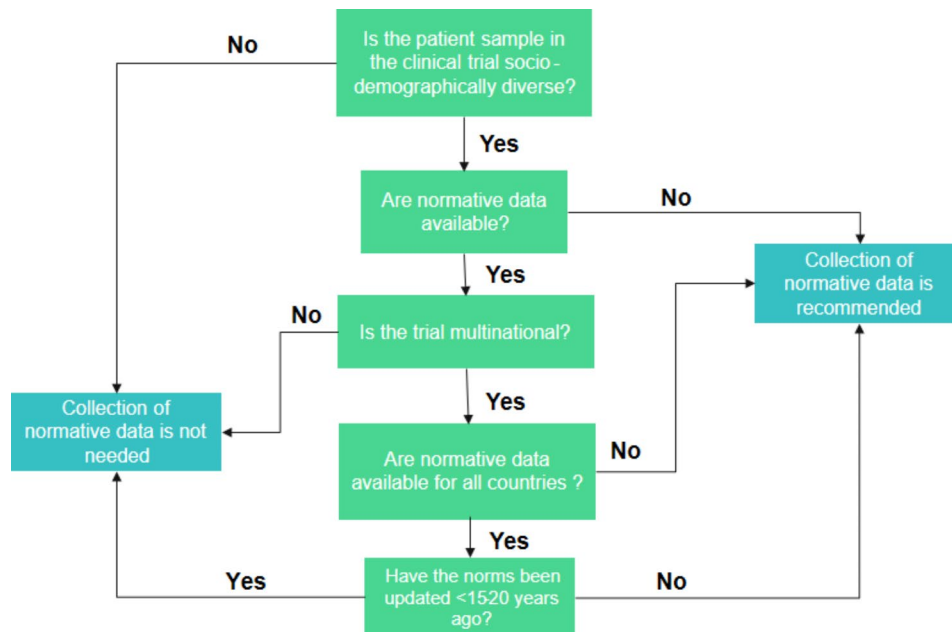 No
Is the patient sample in
the clinical trial socio-
demographically diverse?
Yes
Are normative data
available?
No
Yes
Collection of
normative data is
recommended
No
Is the trial multinational?
Yes
Collection of
normative data is not
needed
Are normative data
available for all countries ?
No
Yes
Yes
Have the norms been
updated <15-20 years
ago?
No